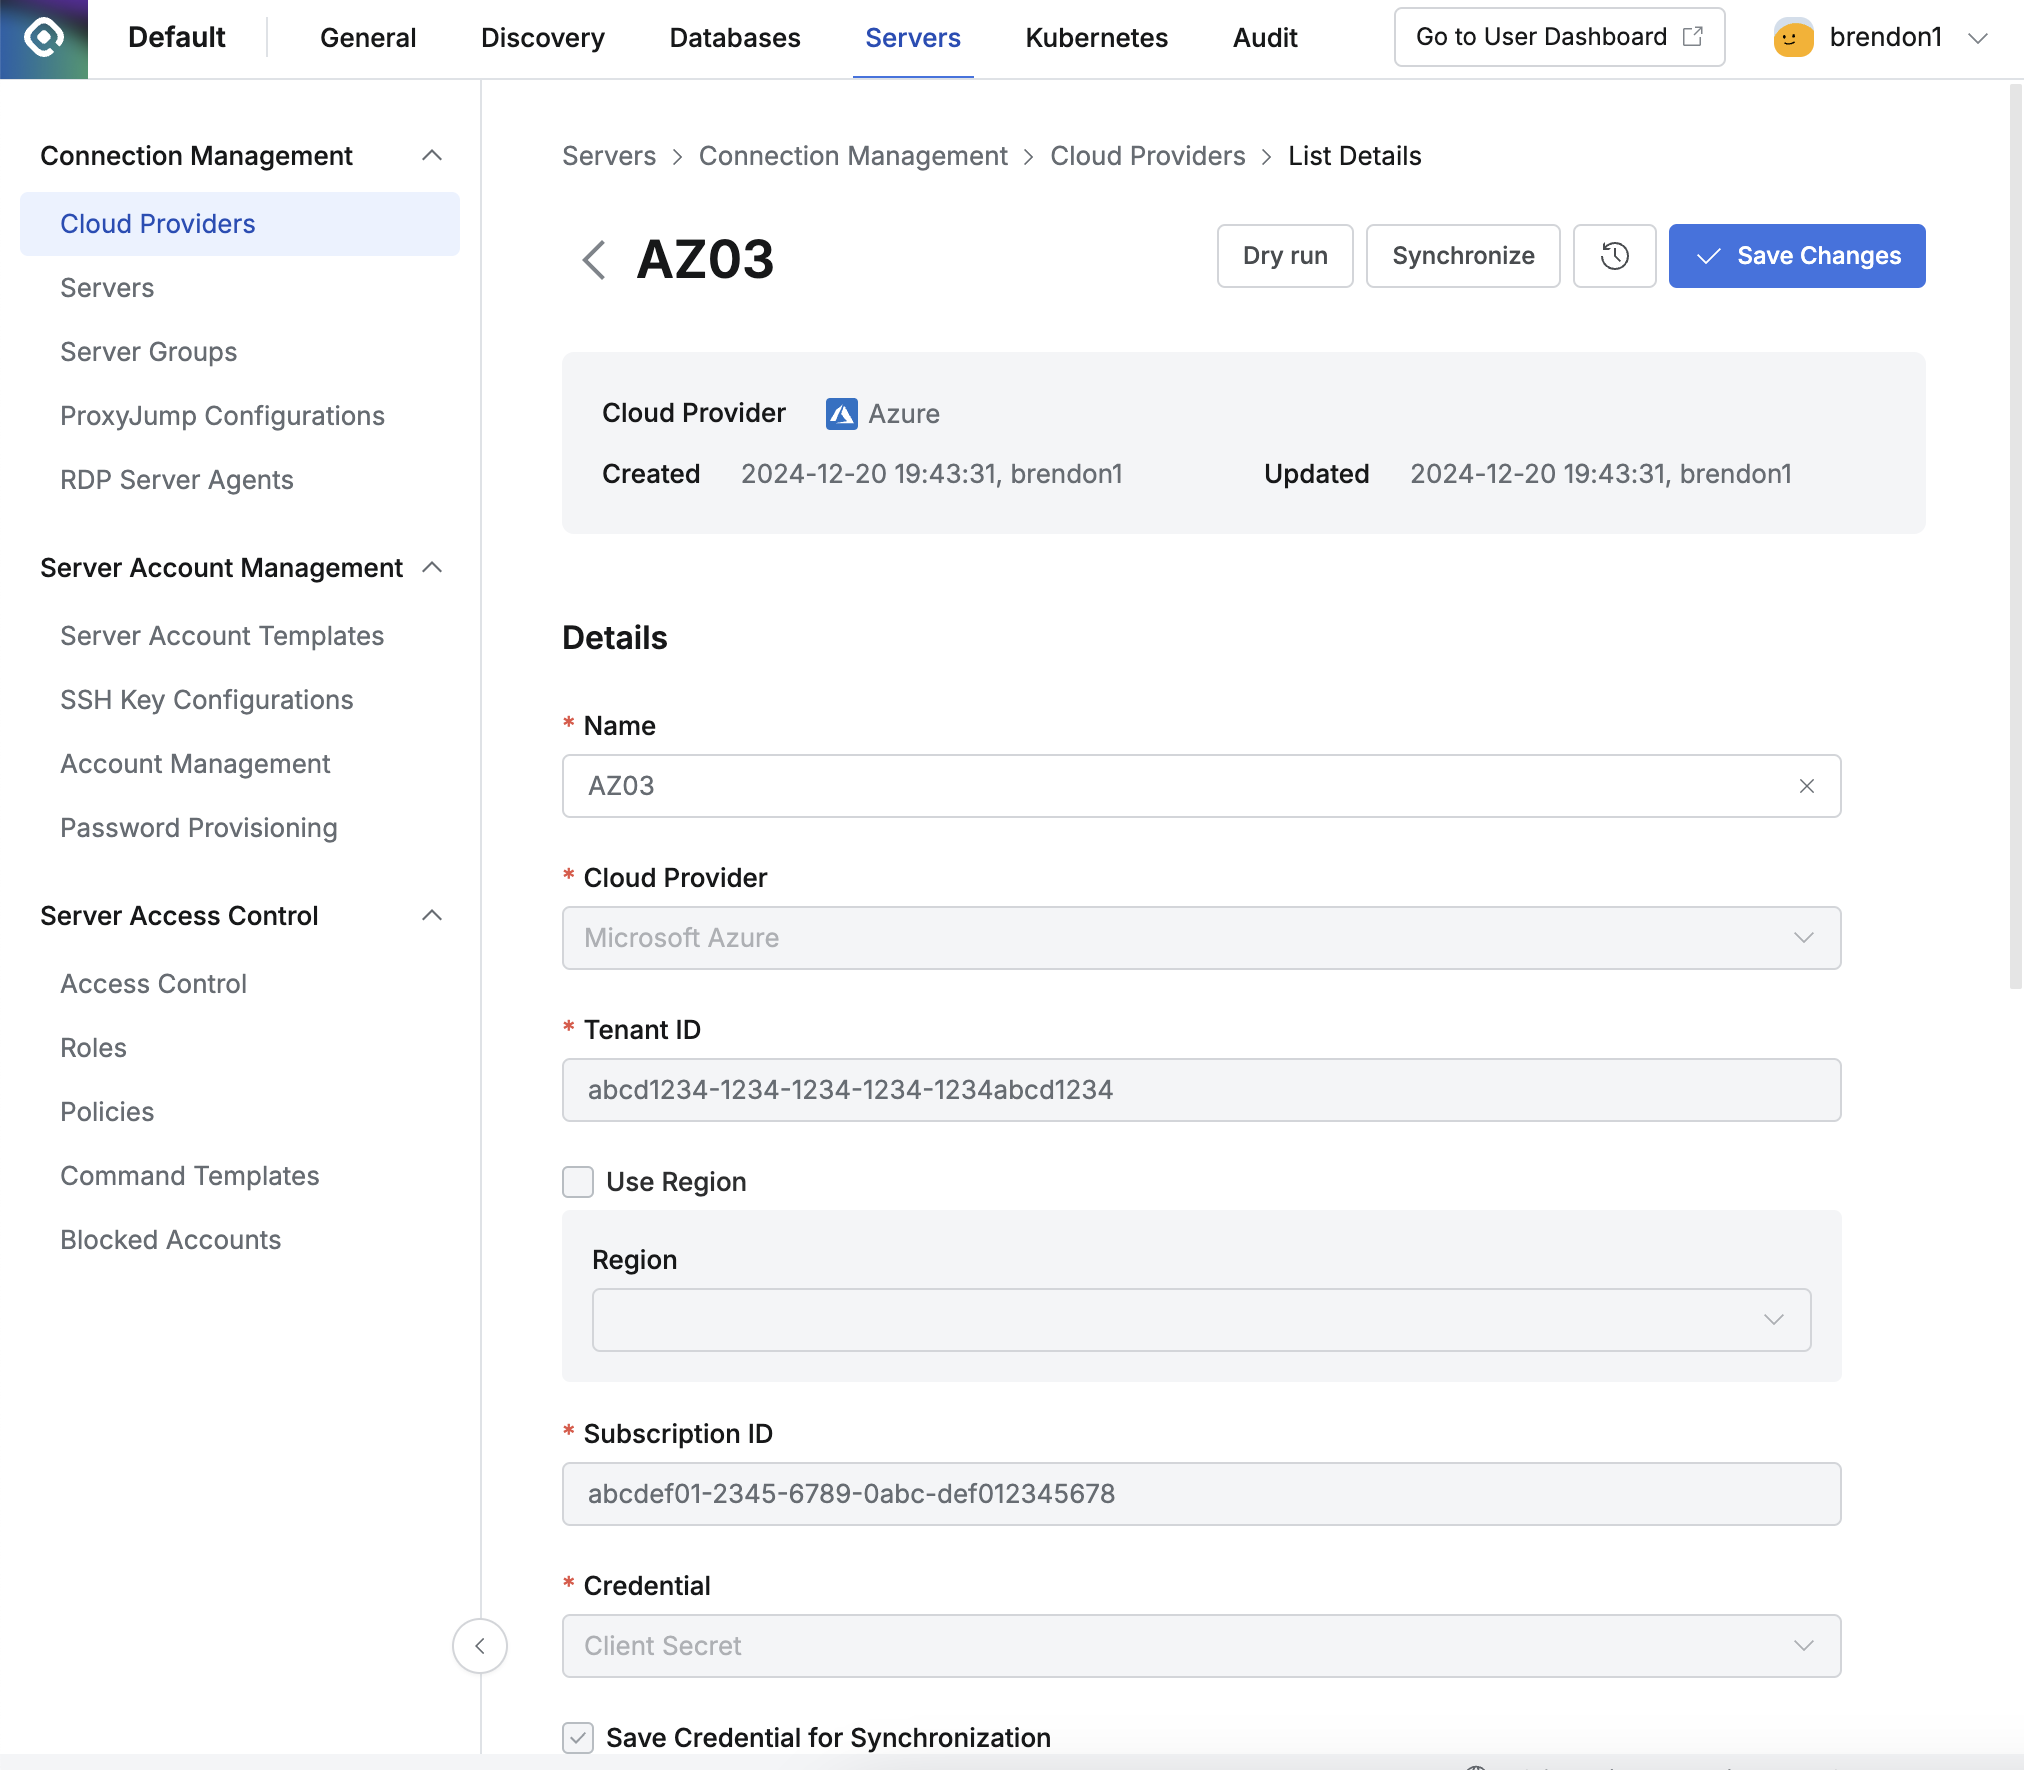 Default
General
Discovery
Databases
Servers
Kubernetes
Audit
Go to User Dashboard
brendon1
Connection Management
Cloud Providers
Servers
Server Groups
ProxyJump Configurations
RDP Server Agents
Server Account Management
Server Account Templates
SSH Key Configurations
Account Management
Password Provisioning
Server Access Control
Access Control
Roles
Policies
Command Templates
Blocked Accounts
Servers > Connection Management > Cloud Providers > List Details
AZ03
Dry run
Synchronize
Save Changes
Cloud Provider Azure
Created 2024-12-20 19:43:31, brendon1
Updated 2024-12-20 19:43:31, brendon1
Details
* Name
AZ03
* Cloud Provider
Microsoft Azure
* Tenant ID
abcd1234-1234-1234-1234-1234abcd1234
Use Region
Region
* Subscription ID
abcdef01-2345-6789-0abc-def012345678
* Credential
Client Secret
Save Credential for Synchronization